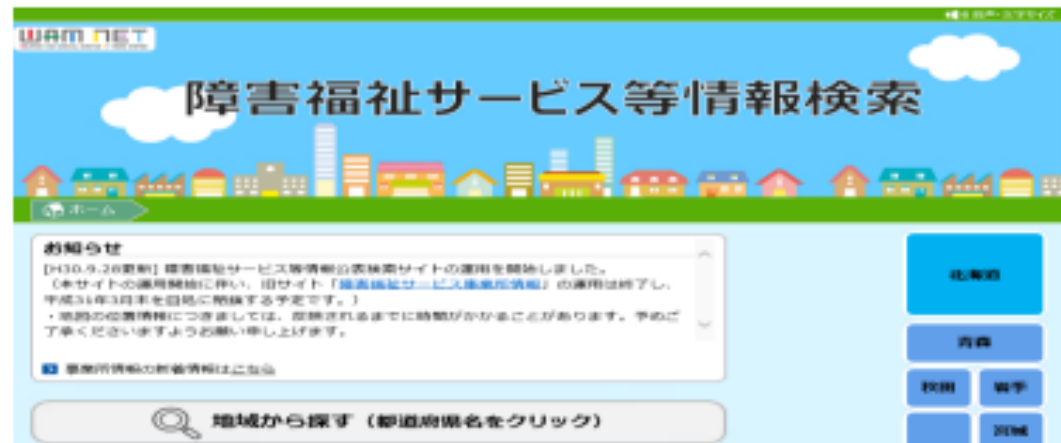 WAM NET
障害福祉サービス等情報検索
ホーム
お知らせ
[H30.9.28更新] 障害福祉サービス等情報公表検索サイトの運用を開始しました。
（本サイトの運用開始に伴い、旧サイト「障害福祉サービス事業所情報」の運用は終了し、
平成31年3月末を目処に閉鎖する予定です。）
・地図の位置情報につきましては、反映されるまでに時間がかかることがあります。予めご
了承くださいますようお願い申し上げます。
事業所情報の新着情報はこちら
地域から探す（都道府県名をクリック）
北海道
青森
秋田 岩手
宮城